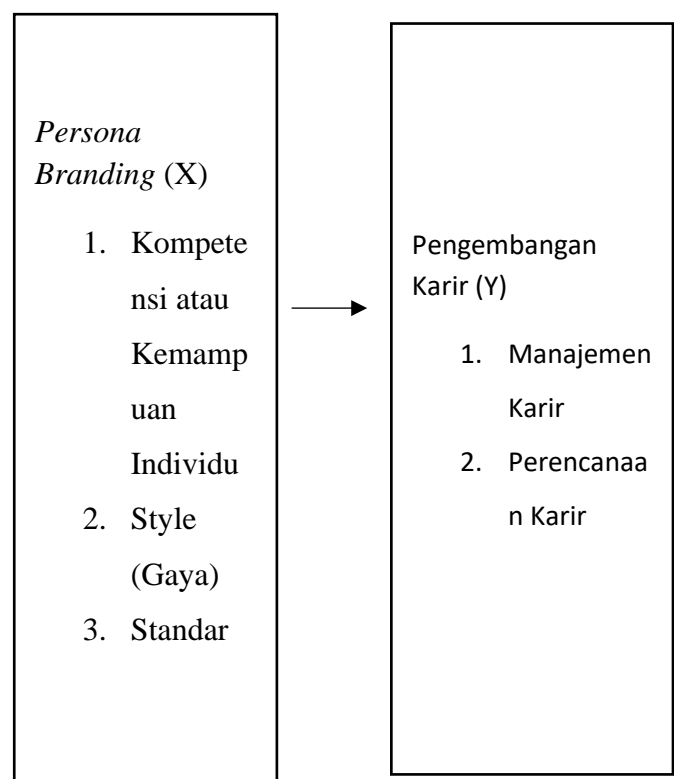 Persona
Branding (X)
1. Kompete
nsi atau
Kemamp
uan
Individu
2. Style
(Gaya)
3. Standar
Pengembangan
Karir (Y)
1. Manajemen
Karir
2. Perencanaa
n Karir